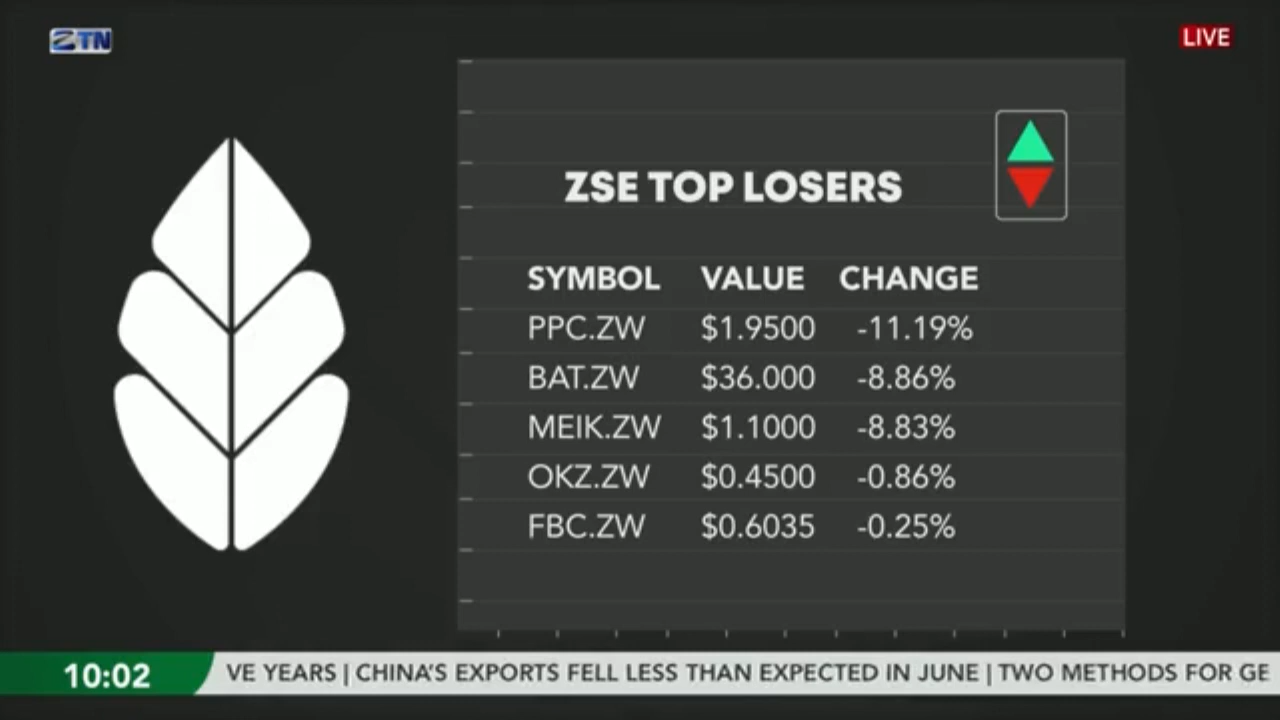 ZTN
LIVE
ZSE TOP LOSERS
SYMBOL VALUE CHANGE
PPC.ZW $1.9500 -11.19%
BAT.ZW $36.000 -8.86%
MEIK.ZW $1.1000 -8.83%
OKZ.ZW $0.4500 -0.86%
FBC.ZW $0.6035 -0.25%
10:02 VE YEARS | CHINA'S EXPORTS FELL LESS THAN EXPECTED IN JUNE | TWO METHODS FOR GE